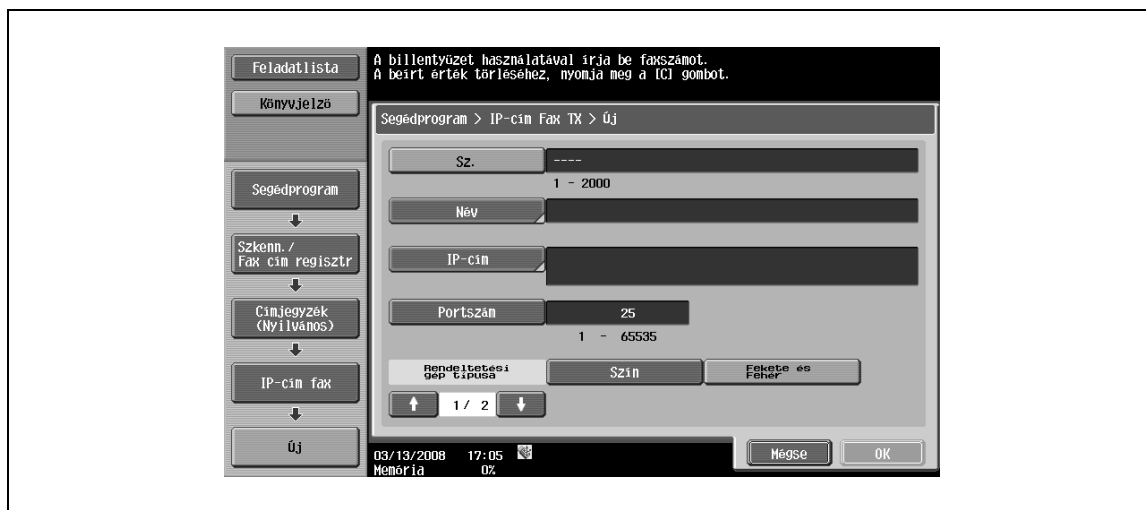 A billentyűzet használatával írja be faxszámot.
A beírt érték törléséhez, nyomja meg a [C] gombot.
Feladatlista
Könyvjelző
Segédprogram > IP-cím Fax TX > Új
Sz.
----
1 - 2000
Név
IP-cím
Portszám
25
1 - 65535
Rendeltetési
gép típusa
Szín
Fekete és
Fehér
1/ 2
Segédprogram
Szkenn./
Fax cím regisztr
Címjegyzék
(Nyilvános)
IP-cím fax
Új
03/13/2008 17:05
Memória 0%
Mégse
OK